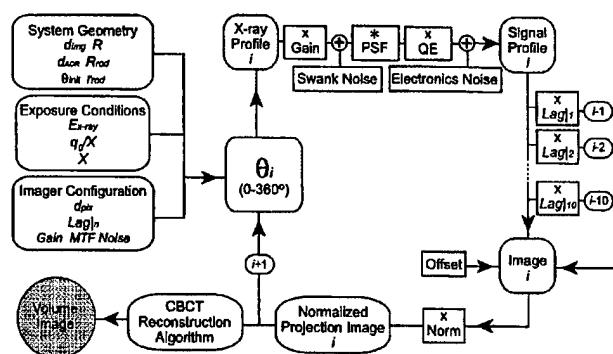 System Geometry
d_img R
d_AOR R_rod
θ_init n_rod
Exposure Conditions
E_x-ray
q_0/X
X
Imager Configuration
d_pix
Lag|_n
Gain MTF Noise
θ_i
(0-360°)
X-ray
Profile
i
x
Gain
+
*
PSF
x
QE
+
Swank Noise
Electronics Noise
Signal
Profile
i
x
Lag|_1
i-1
x
Lag|_2
i-2
x
Lag|_10
i-10
Offset
Image
i
x
Norm
Normalized
Projection Image
i
i+1
CBCT
Reconstruction
Algorithm
Volume
Image